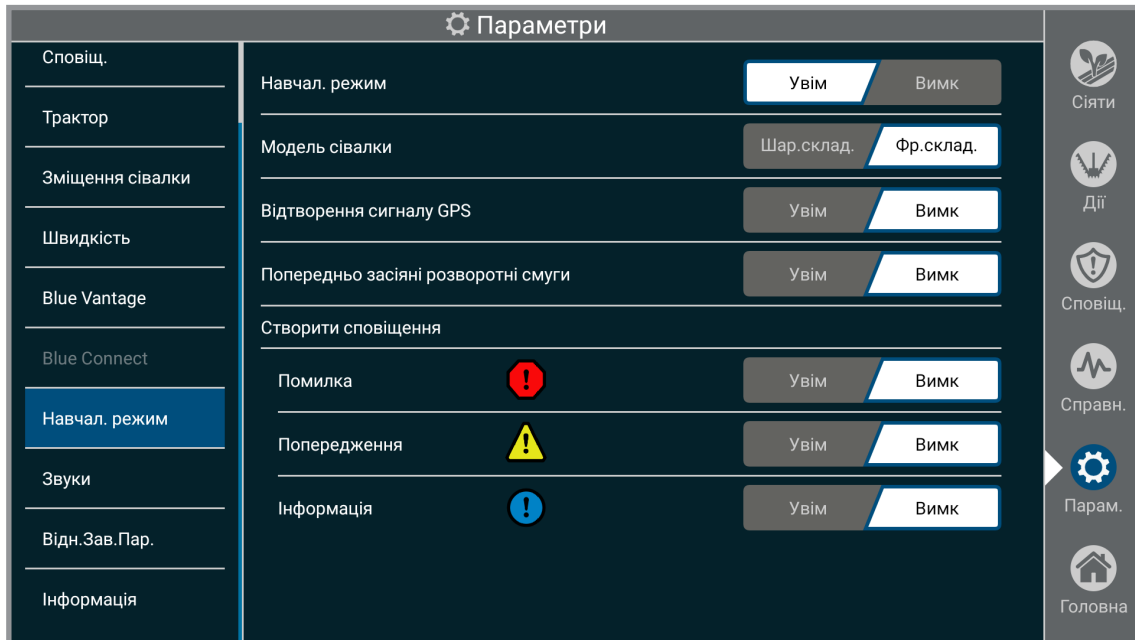 Параметри
Сповіщ.
Трактор
Зміщення сівалки
Швидкість
Blue Vantage
Blue Connect
Навчал. режим
Звуки
Відн.Зав.Пар.
Інформація
Навчал. режим Увім Вимк
Модель сівалки Шар.склад. Фр.склад.
Відтворення сигналу GPS Увім Вимк
Попередньо засіяні розворотні смуги Увім Вимк
Створити сповіщення
Помилка Увім Вимк
Попередження Увім Вимк
Інформація Увім Вимк
Сіяти
Дії
Сповіщ.
Справн.
Парам.
Головна